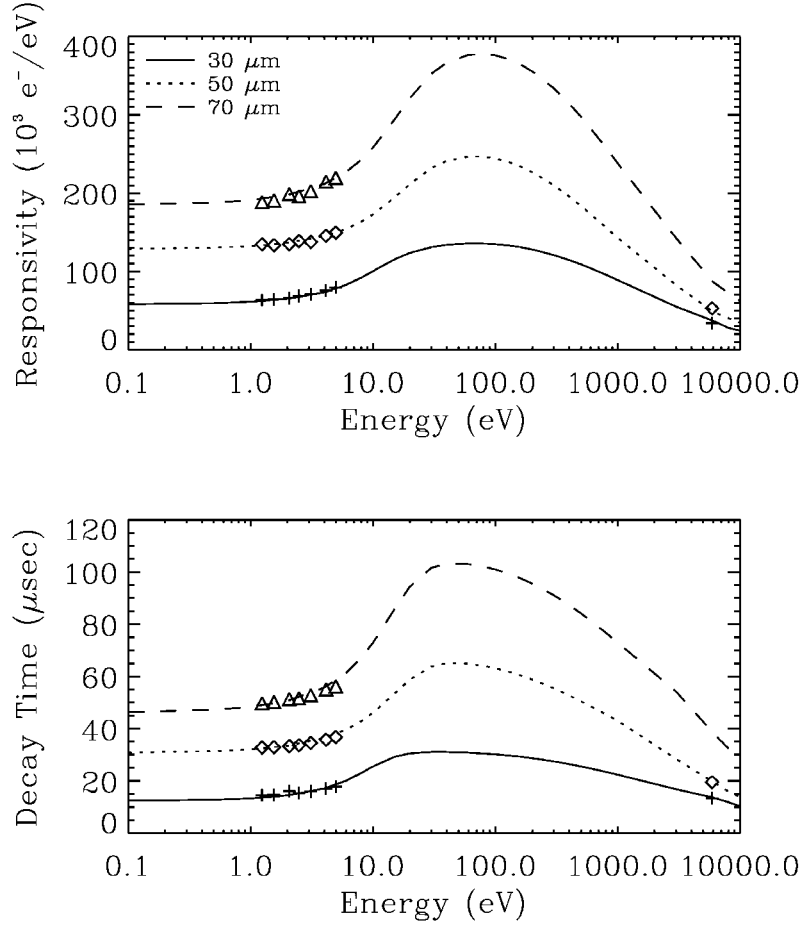 Responsivity (10³ e⁻/eV)
400
300
200
100
0
30 μm
50 μm
70 μm
0.1 1.0 10.0 100.0 1000.0 10000.0
Energy (eV)
Decay Time (μsec)
120
100
80
60
40
20
0
0.1 1.0 10.0 100.0 1000.0 10000.0
Energy (eV)